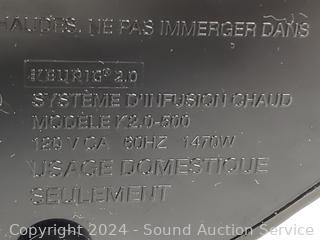 CHAUDES. NE PAS IMMERGER DANS
KEURIG® 2.0
SYSTÈME D'INFUSION CHAUD
MODÈLE K2.0-500
120 V CA 60HZ 1470W
USAGE DOMESTIQUE
SEULEMENT
Copyright 2024 - Sound Auction Service